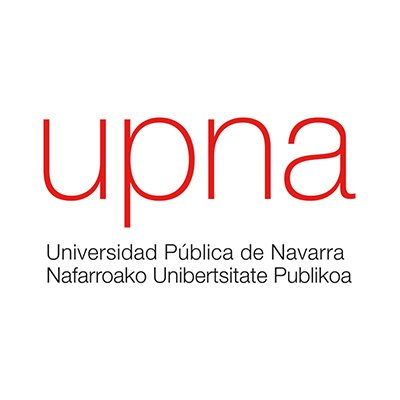 upna
Universidad Pública de Navarra
Nafarroako Unibertsitate Publikoa